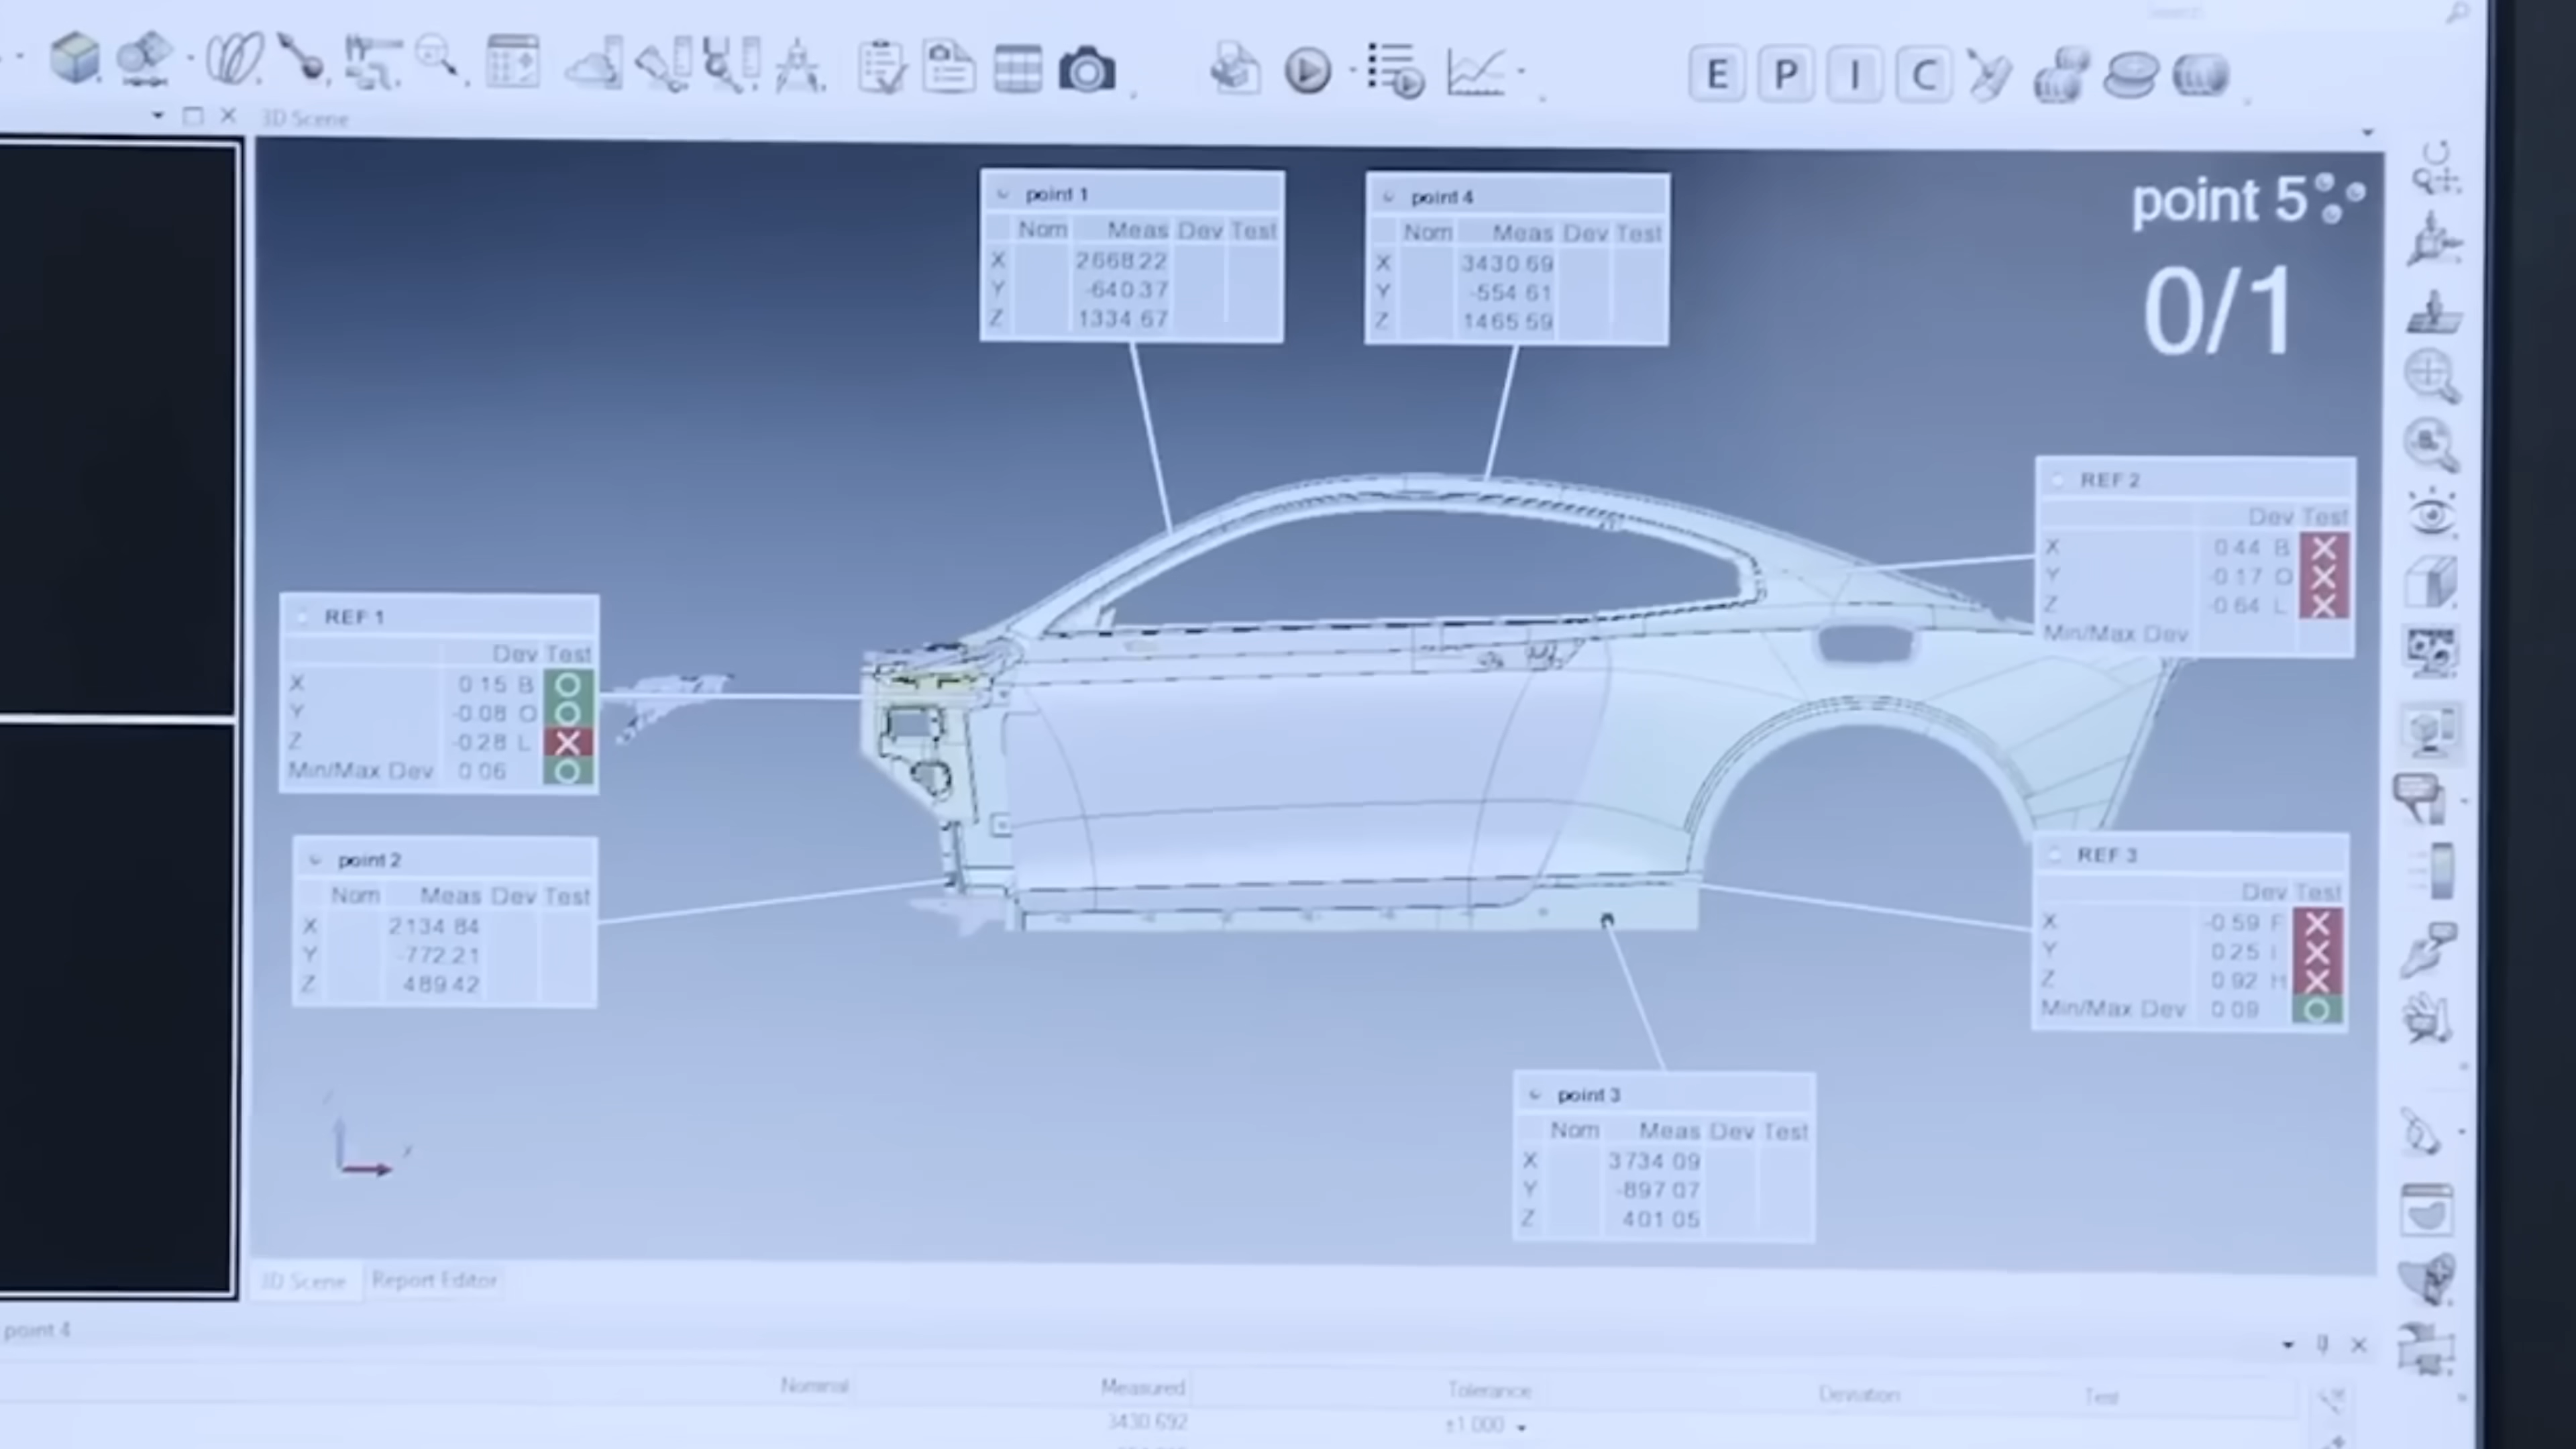 Search
E P I C
3D Scene
point 1
Nom Meas Dev Test
X 2668.22
Y -640.37
Z 1334.67
point 4
Nom Meas Dev Test
X 3430.69
Y -554.61
Z 1465.59
point 5
0/1
REF 2
Dev Test
X 0.44 B
Y -0.17 O
Z -0.64 L
Min/Max Dev
REF 1
Dev Test
X 0.15 B
Y -0.08 O
Z -0.28 L
Min/Max Dev 0.06
point 2
Nom Meas Dev Test
X 2134.84
Y -772.21
Z 489.42
REF 3
Dev Test
X -0.59 F
Y 0.25 I
Z 0.92 H
Min/Max Dev 0.09
point 3
Nom Meas Dev Test
X 3734.09
Y -897.07
Z 401.05
3D Scene Report Editor
point 4
Nominal Measured Tolerance Deviation Test
3430.692 ±1.000